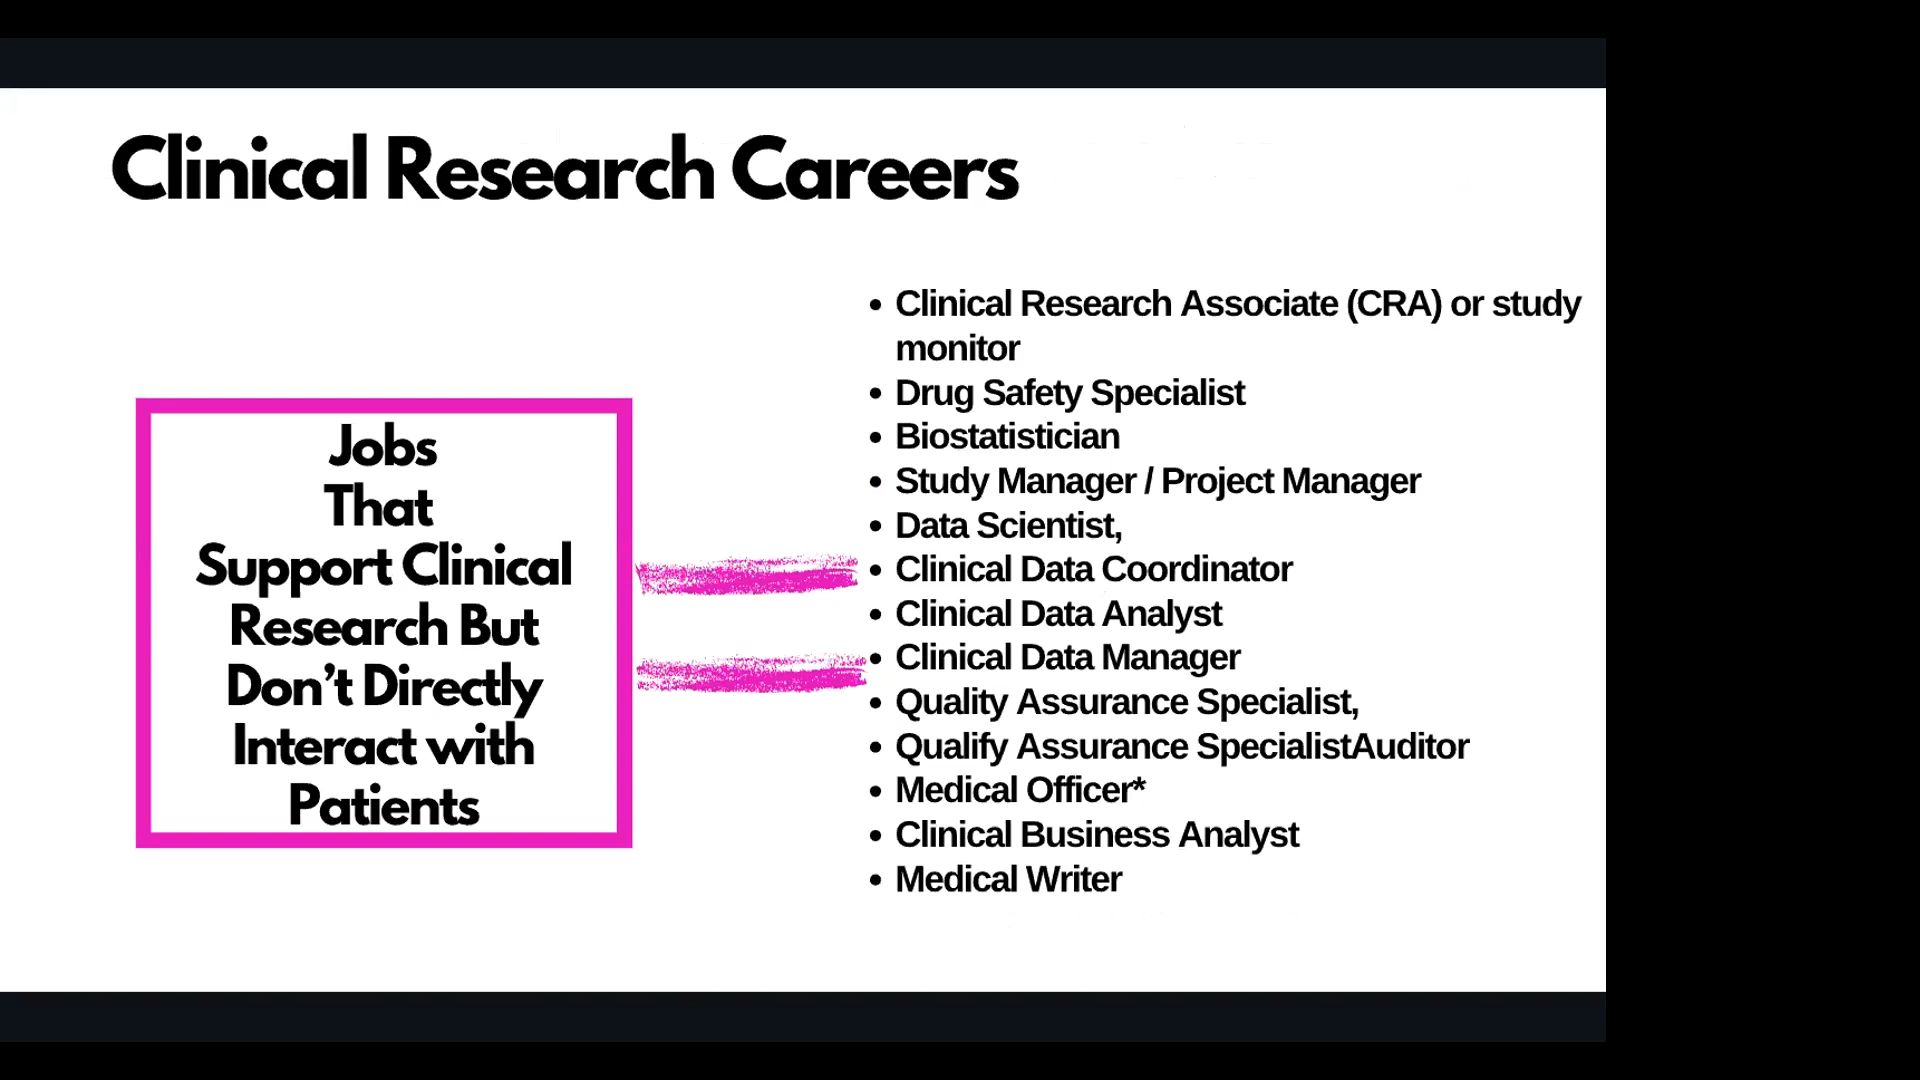 Clinical Research Careers
Jobs
That
Support Clinical
Research But
Don’t Directly
Interact with
Patients
• Clinical Research Associate (CRA) or study
monitor
• Drug Safety Specialist
• Biostatistician
• Study Manager / Project Manager
• Data Scientist,
• Clinical Data Coordinator
• Clinical Data Analyst
• Clinical Data Manager
• Quality Assurance Specialist,
• Qualify Assurance SpecialistAuditor
• Medical Officer*
• Clinical Business Analyst
• Medical Writer